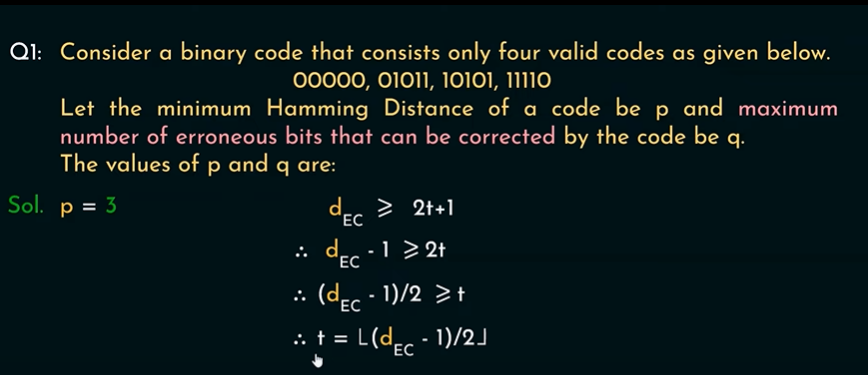 Q1: Consider a binary code that consists only four valid codes as given below.
00000, 01011, 10101, 11110
Let the minimum Hamming Distance of a code be p and maximum
number of erroneous bits that can be corrected by the code be q.
The values of p and q are:
Sol. p = 3
d_EC ⩾ 2t+1
∴ d_EC - 1 ⩾ 2t
∴ (d_EC - 1)/2 ⩾ t
∴ t = ⌊(d_EC - 1)/2⌋